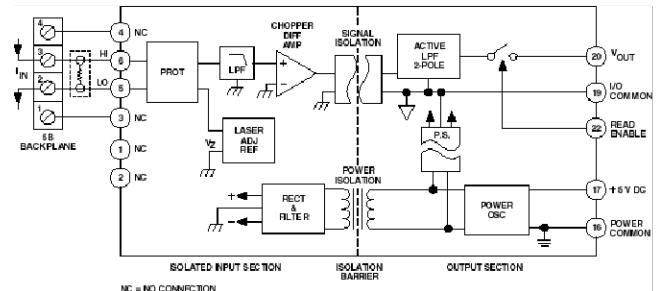 4
3
I IN
2
1
5B
BACKPLANE
4 NC
6 HI
5 LO
3 NC
1 NC
2 NC
PROT
LPF
CHOPPER
DIFF
AMP
+
−
VZ
LASER
ADJ
REF
SIGNAL
ISOLATION
ACTIVE
LPF
2-POLE
P.S.
POWER
ISOLATION
+
−
RECT
&
FILTER
POWER
OSC
20 VOUT
19 I/O
COMMON
22 READ
ENABLE
17 +5V DC
16 POWER
COMMON
ISOLATED INPUT SECTION
ISOLATION
BARRIER
OUTPUT SECTION
NC = NO CONNECTION